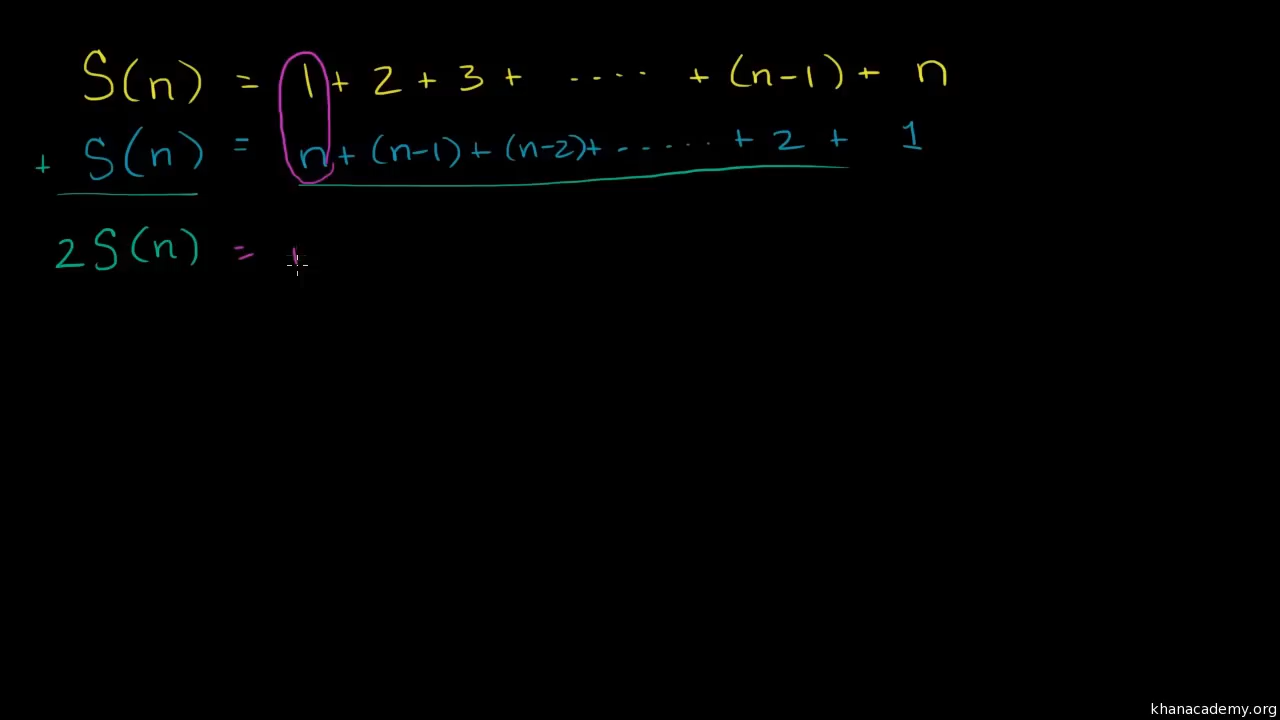 S(n) = 1 + 2 + 3 + ···· + (n-1) + n
+ S(n) = n + (n-1) + (n-2) + ······ + 2 + 1
2S(n) =
khanacademy.org